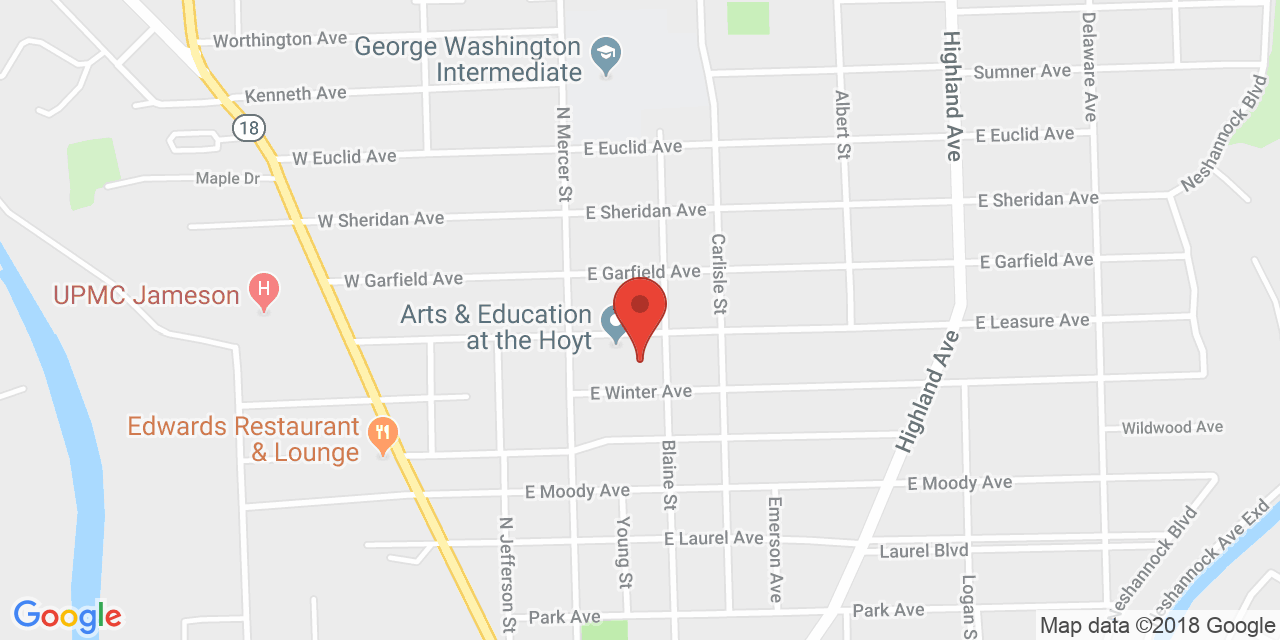 Worthington Ave
George Washington
Intermediate
Highland Ave
Delaware Ave
Sumner Ave
Kenneth Ave
Albert St
Neshannock Blvd
18
N Mercer St
E Euclid Ave
E Euclid Ave
W Euclid Ave
Maple Dr
E Sheridan Ave
E Sheridan Ave
W Sheridan Ave
Carlisle St
E Garfield Ave
E Garfield Ave
W Garfield Ave
UPMC Jameson
H
Arts & Education
at the Hoyt
E Leasure Ave
Highland Ave
E Winter Ave
Edwards Restaurant
& Lounge
Wildwood Ave
Blaine St
E Moody Ave
E Moody Ave
N Jefferson St
Young St
Emerson Ave
E Laurel Ave
Laurel Blvd
Neshannock Blvd
Neshannock Ave Exd
Logan S
Park Ave
Park Ave
Google
Map data ©2018 Google